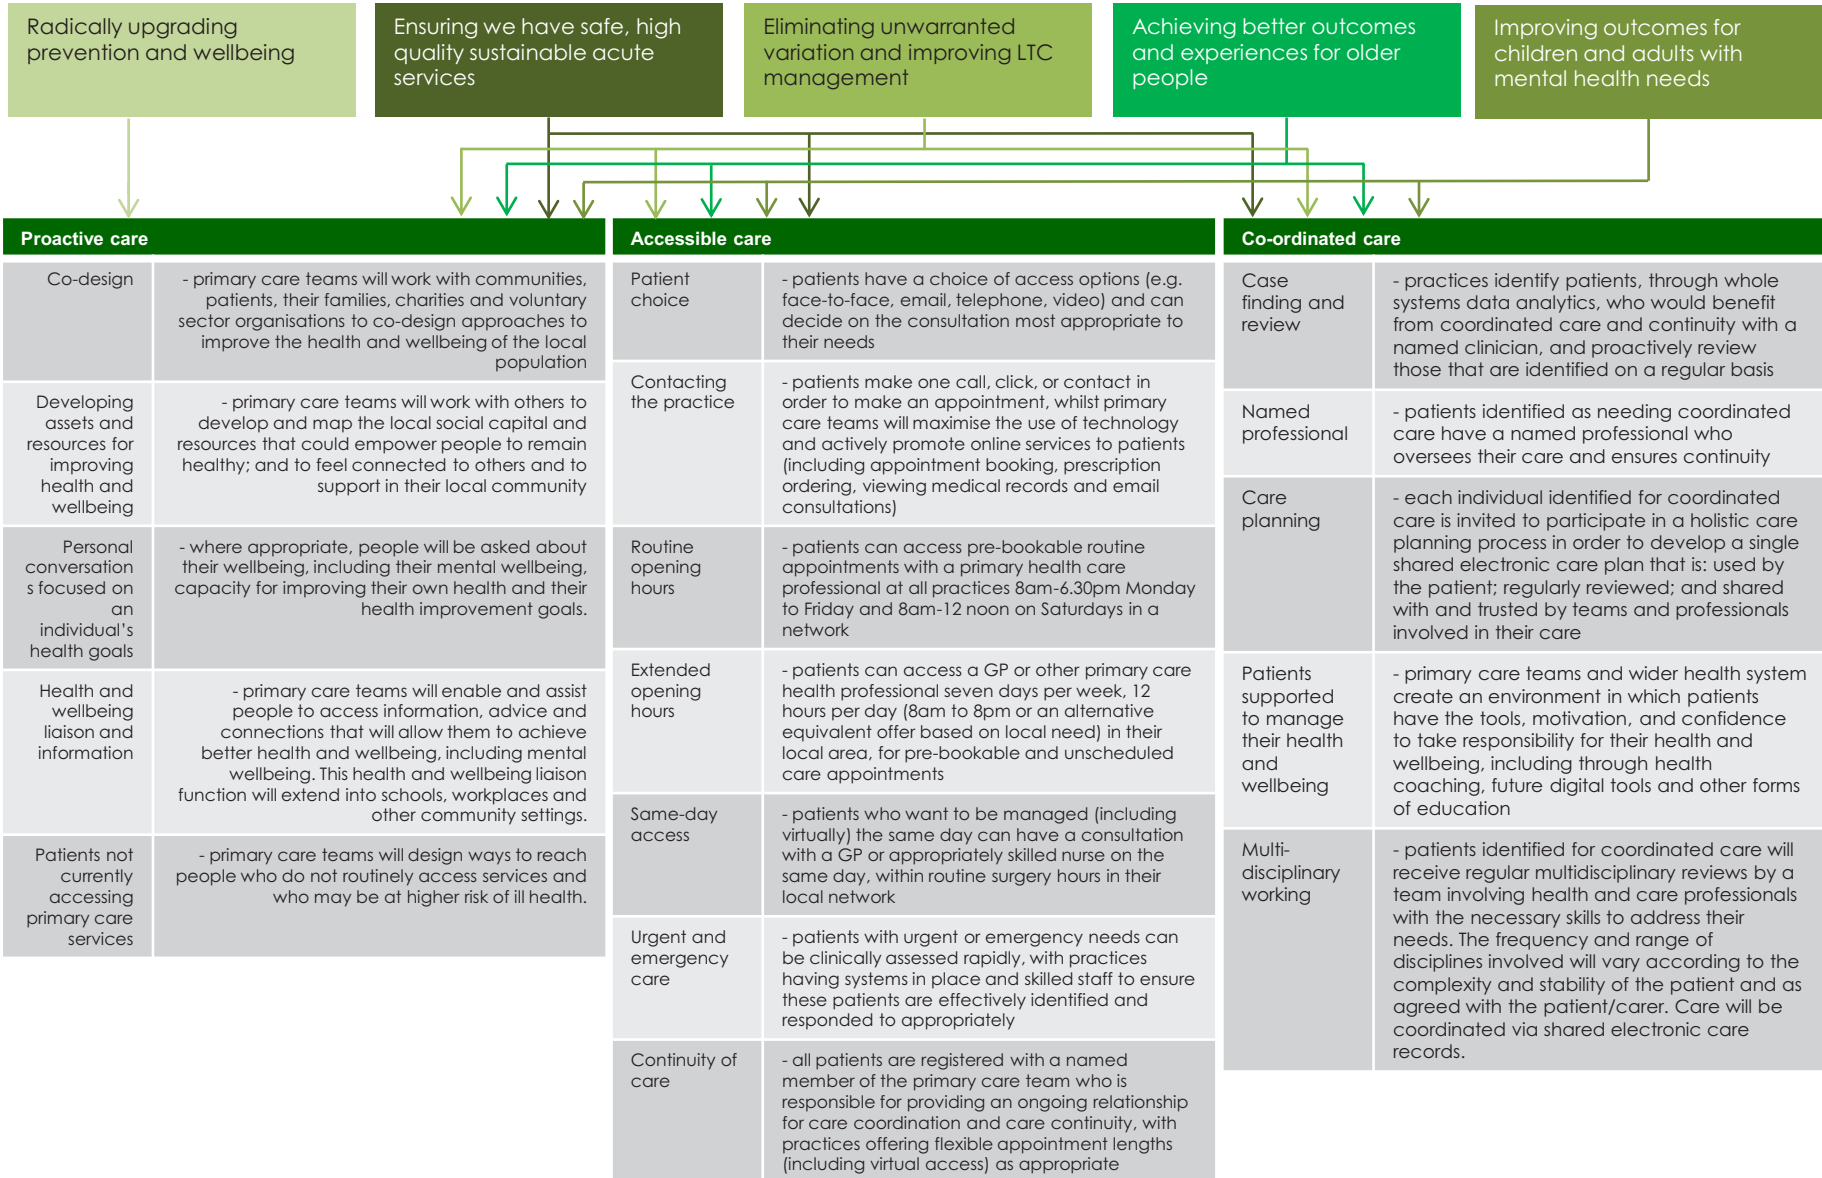 Radically upgrading
prevention and wellbeing
Ensuring we have safe, high
quality sustainable acute
services
Eliminating unwarranted
variation and improving LTC
management
Achieving better outcomes
and experiences for older
people
Improving outcomes for
children and adults with
mental health needs
Proactive care
Co-design
- primary care teams will work with communities,
patients, their families, charities and voluntary
sector organisations to co-design approaches to
improve the health and wellbeing of the local
population
Developing
assets and
resources for
improving
health and
wellbeing
- primary care teams will work with others to
develop and map the local social capital and
resources that could empower people to remain
healthy; and to feel connected to others and to
support in their local community
Personal
conversation
s focused on
an
individual's
health goals
- where appropriate, people will be asked about
their wellbeing, including their mental wellbeing,
capacity for improving their own health and their
health improvement goals.
Health and
wellbeing
liaison and
information
- primary care teams will enable and assist
people to access information, advice and
connections that will allow them to achieve
better health and wellbeing, including mental
wellbeing. This health and wellbeing liaison
function will extend into schools, workplaces and
other community settings.
Patients not
currently
accessing
primary care
services
- primary care teams will design ways to reach
people who do not routinely access services and
who may be at higher risk of ill health.
Accessible care
Patient
choice
- patients have a choice of access options (e.g.
face-to-face, email, telephone, video) and can
decide on the consultation most appropriate to
their needs
Contacting
the practice
- patients make one call, click, or contact in
order to make an appointment, whilst primary
care teams will maximise the use of technology
and actively promote online services to patients
(including appointment booking, prescription
ordering, viewing medical records and email
consultations)
Routine
opening
hours
- patients can access pre-bookable routine
appointments with a primary health care
professional at all practices 8am-6.30pm Monday
to Friday and 8am-12 noon on Saturdays in a
network
Extended
opening
hours
- patients can access a GP or other primary care
health professional seven days per week, 12
hours per day (8am to 8pm or an alternative
equivalent offer based on local need) in their
local area, for pre-bookable and unscheduled
care appointments
Same-day
access
- patients who want to be managed (including
virtually) the same day can have a consultation
with a GP or appropriately skilled nurse on the
same day, within routine surgery hours in their
local network
Urgent and
emergency
care
- patients with urgent or emergency needs can
be clinically assessed rapidly, with practices
having systems in place and skilled staff to ensure
these patients are effectively identified and
responded to appropriately
Continuity of
care
- all patients are registered with a named
member of the primary care team who is
responsible for providing an ongoing relationship
for care coordination and care continuity, with
practices offering flexible appointment lengths
(including virtual access) as appropriate
Co-ordinated care
Case
finding and
review
- practices identify patients, through whole
systems data analytics, who would benefit
from coordinated care and continuity with a
named clinician, and proactively review
those that are identified on a regular basis
Named
professional
- patients identified as needing coordinated
care have a named professional who
oversees their care and ensures continuity
Care
planning
- each individual identified for coordinated
care is invited to participate in a holistic care
planning process in order to develop a single
shared electronic care plan that is: used by
the patient; regularly reviewed; and shared
with and trusted by teams and professionals
involved in their care
Patients
supported
to manage
their health
and
wellbeing
- primary care teams and wider health system
create an environment in which patients
have the tools, motivation, and confidence
to take responsibility for their health and
wellbeing, including through health
coaching, future digital tools and other forms
of education
Multi-
disciplinary
working
- patients identified for coordinated care will
receive regular multidisciplinary reviews by a
team involving health and care professionals
with the necessary skills to address their
needs. The frequency and range of
disciplines involved will vary according to the
complexity and stability of the patient and as
agreed with the patient/carer. Care will be
coordinated via shared electronic care
records.